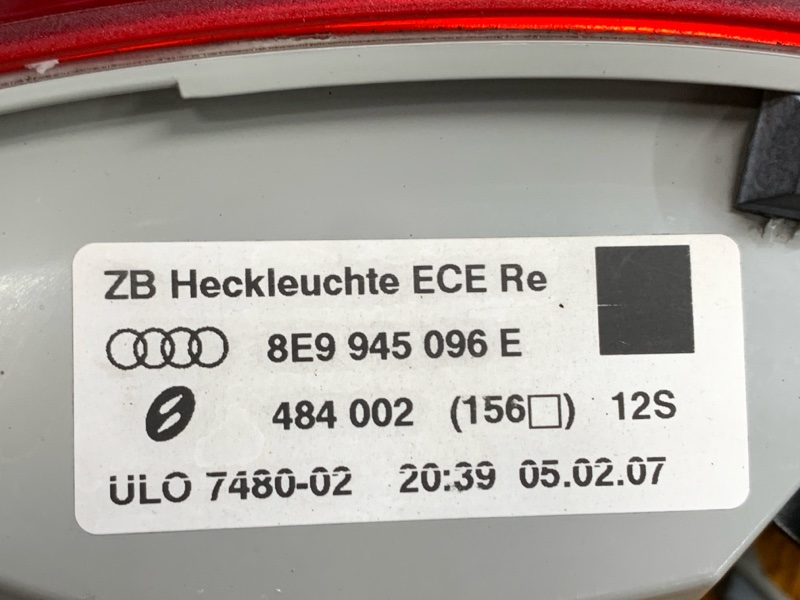 ZB Heckleuchte ECE Re
8E9 945 096 E
484 002 (156□) 12S
ULO 7480-02 20:39 05.02.07